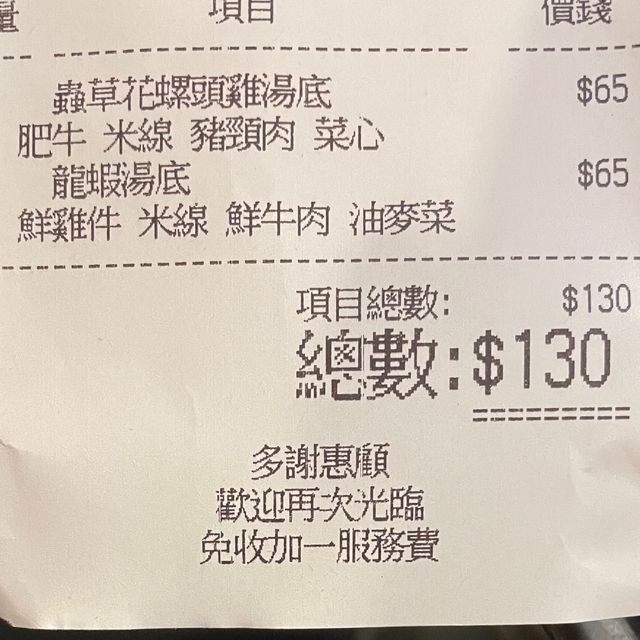 量 項目 價錢
蟲草花螺頭雞湯底 $65
肥牛 米線 豬頸肉 菜心
龍蝦湯底 $65
鮮雞件 米線 鮮牛肉 油麥菜
項目總數: $130
總數:$130
多謝惠顧
歡迎再次光臨
免收加一服務費